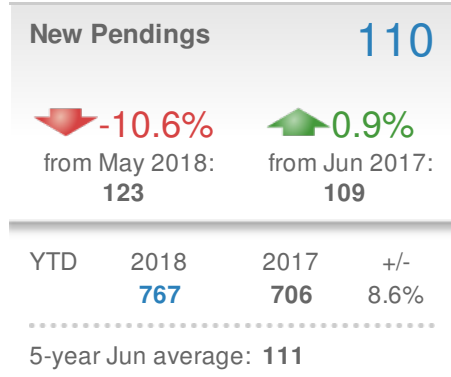 New Pendings 110
-10.6% 0.9%
from May 2018: from Jun 2017:
123 109
YTD 2018 2017 +/-
767 706 8.6%
5-year Jun average: 111